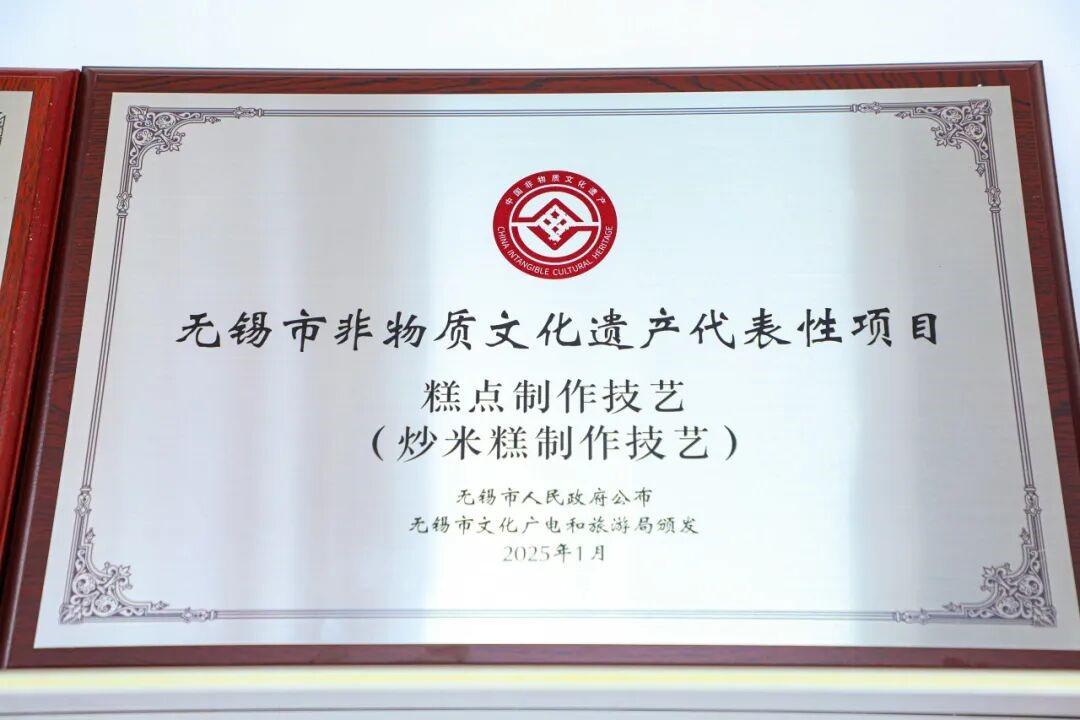 中国非物质文化遗产
CHINA INTANGIBLE CULTURAL HERITAGE
无锡市非物质文化遗产代表性项目
糕点制作技艺
（炒米糕制作技艺）
无锡市人民政府公布
无锡市文化广电和旅游局颁发
2025年1月